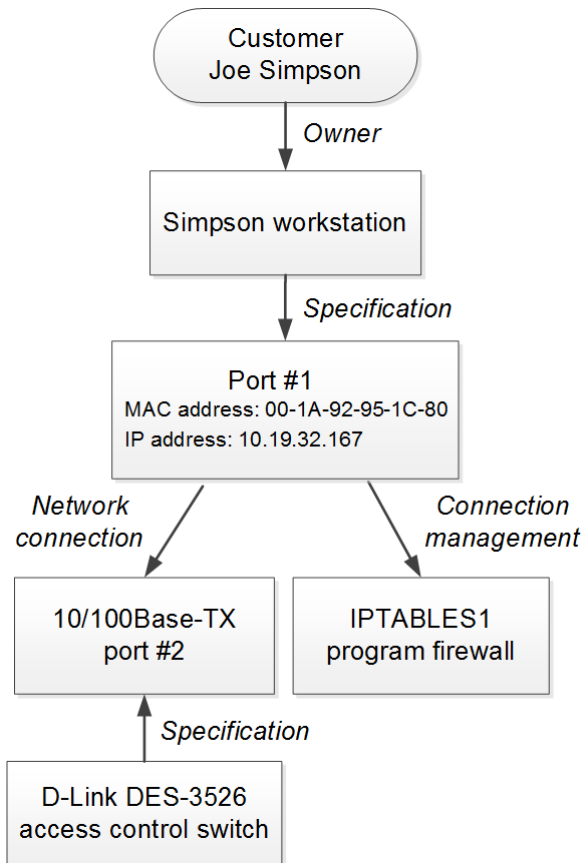 Customer
Joe Simpson
Owner
Simpson workstation
Specification
Port #1
MAC address: 00-1A-92-95-1C-80
IP address: 10.19.32.167
Network
connection
Connection
management
10/100Base-TX
port #2
IPTABLES1
program firewall
Specification
D-Link DES-3526
access control switch